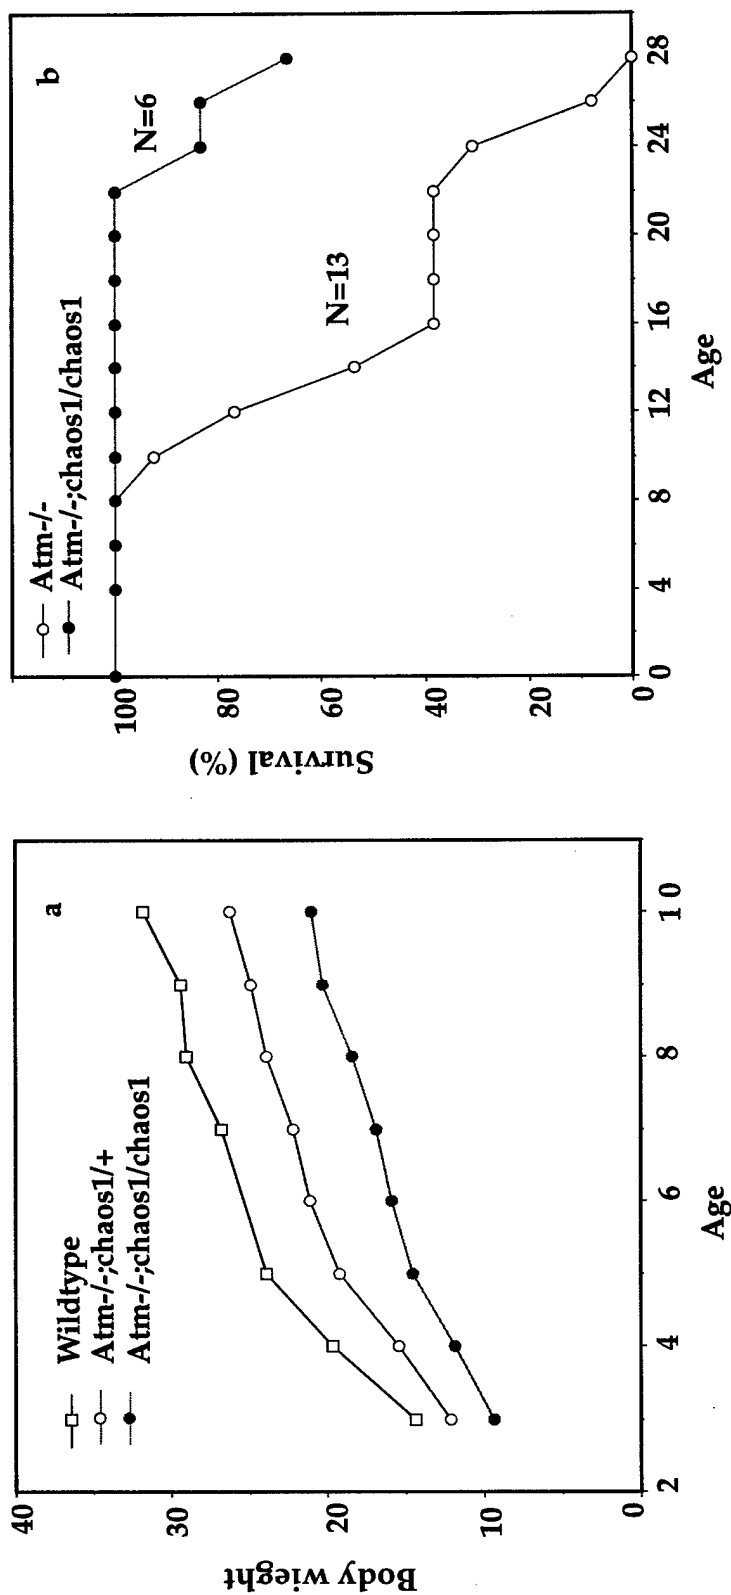 a
Wildtype
Atm-/-;chaos1/+
Atm-/-;chaos1/chaos1
40
30
20
10
0
Body wieght
2
4
6
8
10
Age
b
Atm-/-
Atm-/-;chaos1/chaos1
N=6
N=13
100
80
60
40
20
0
Survival (%)
0
4
8
12
16
20
24
28
Age